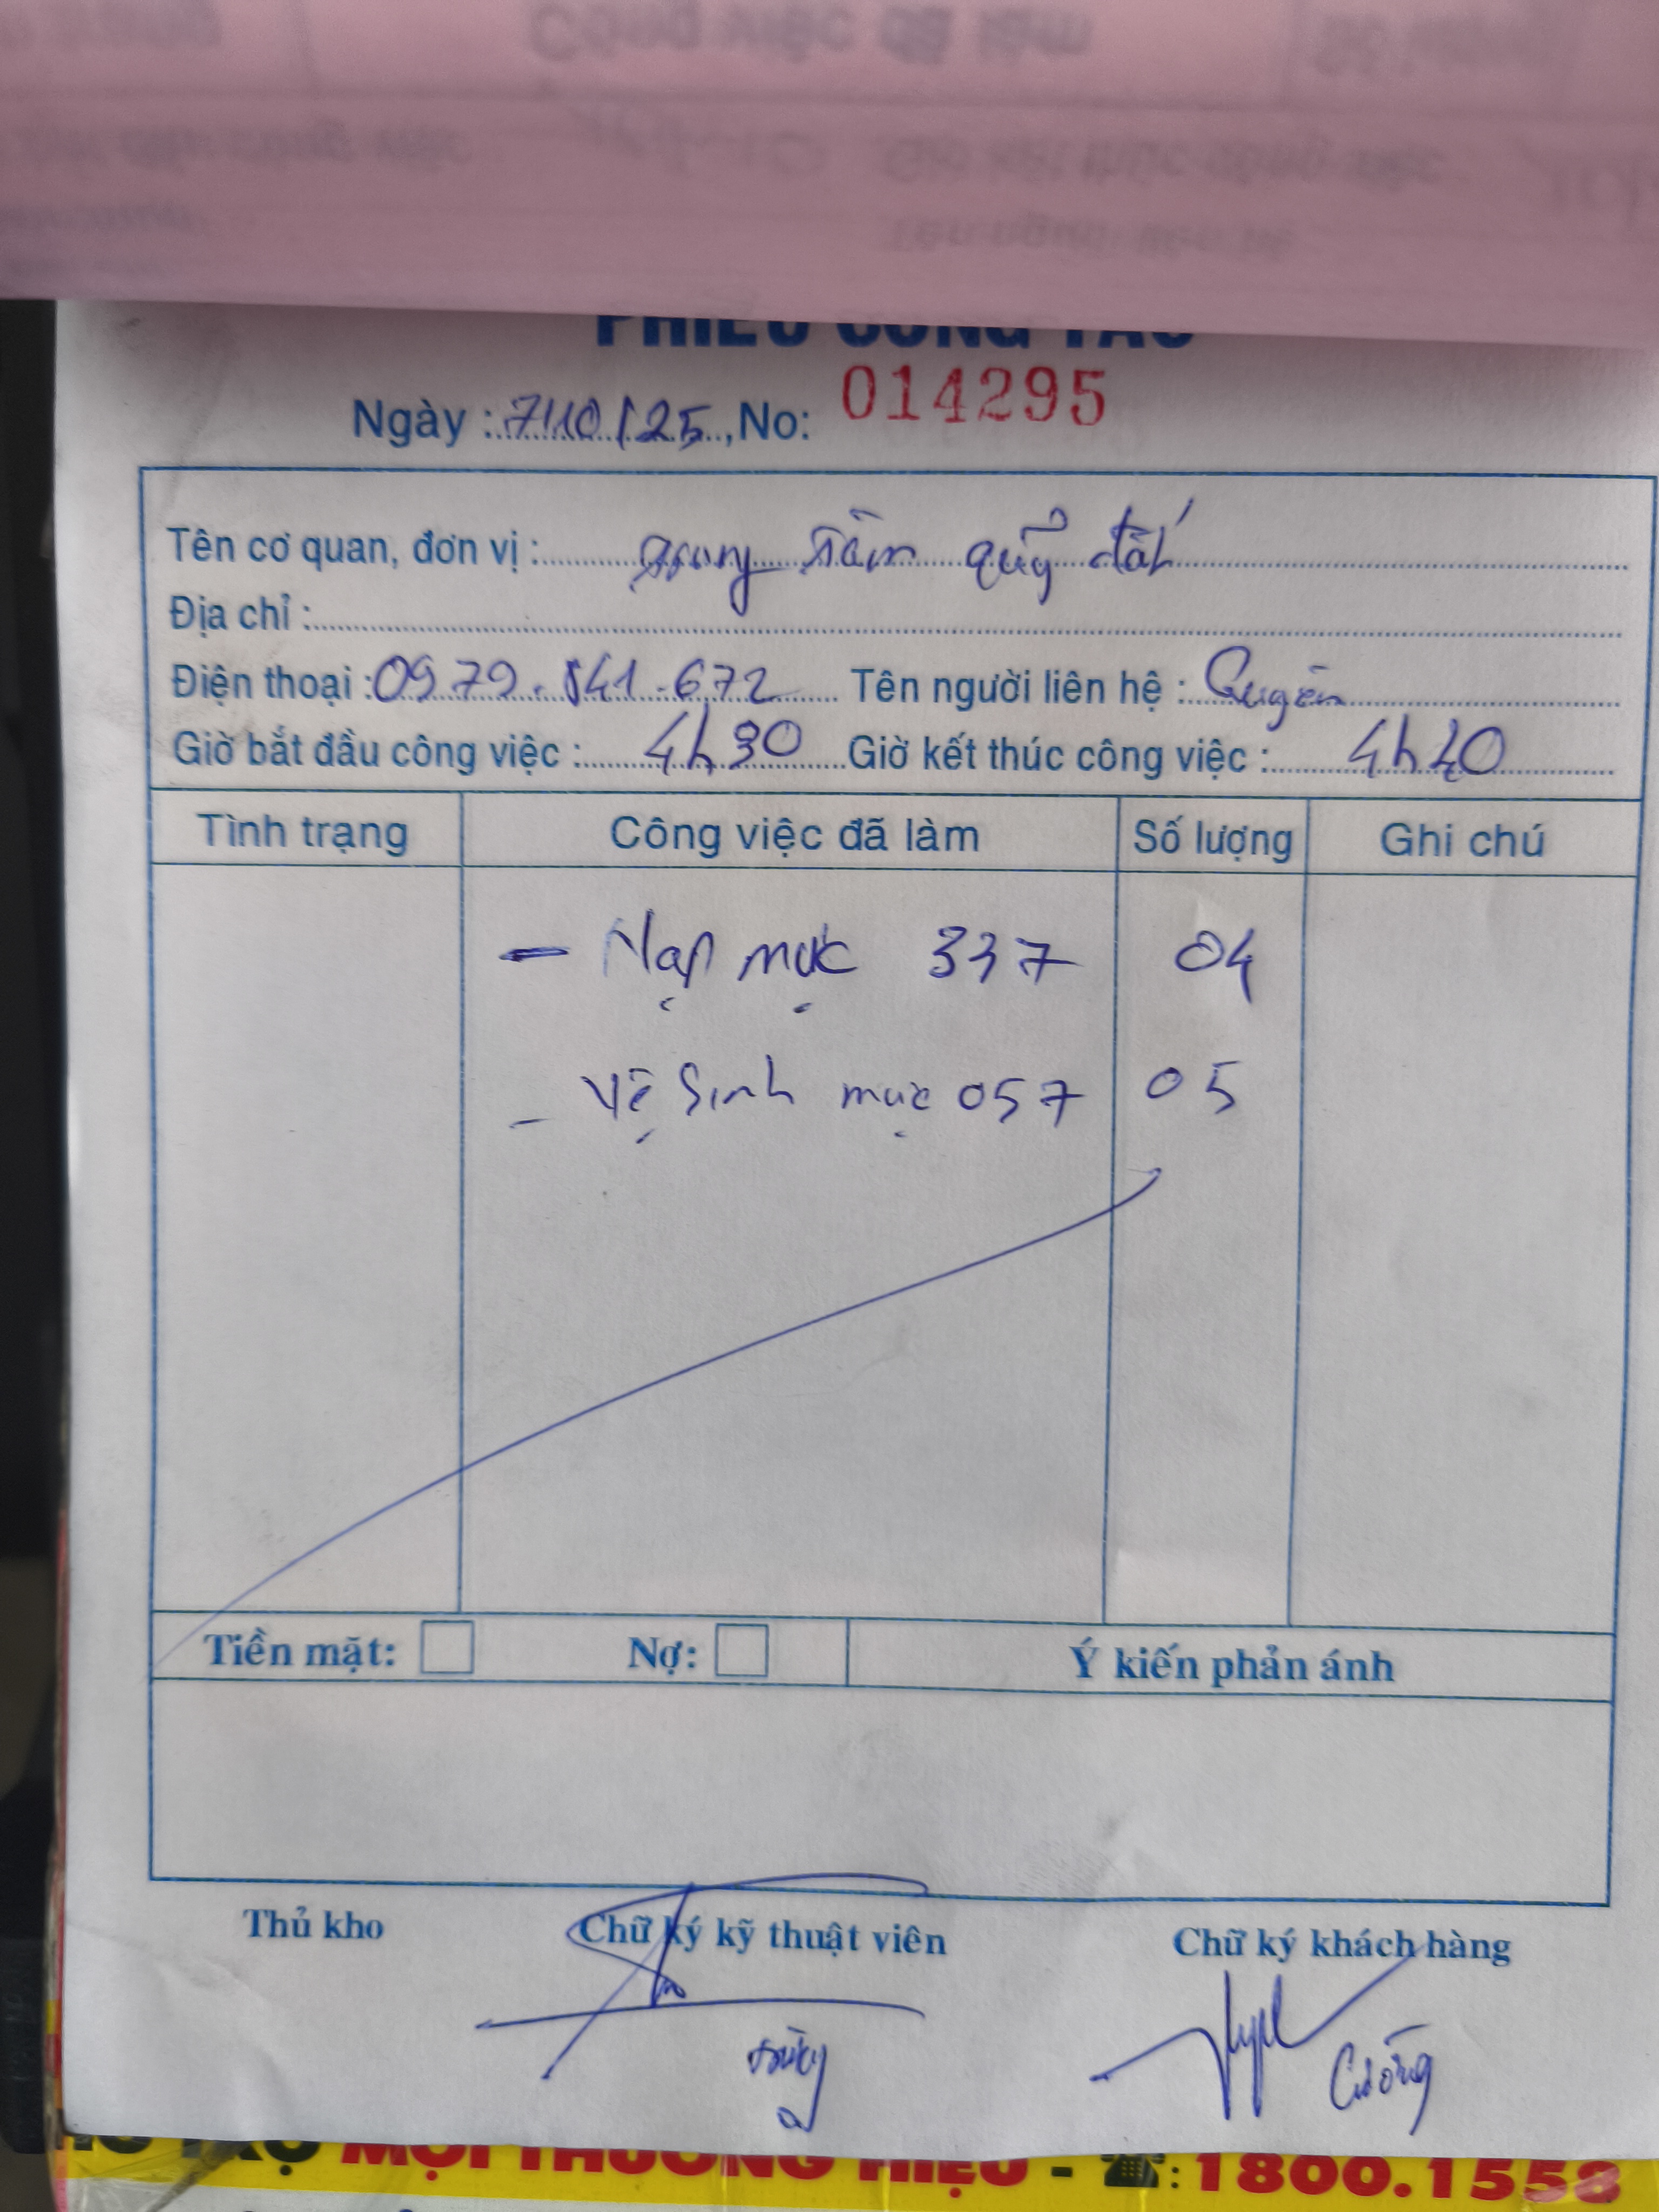 PHIẾU CÔNG TÁC
Ngày : 7/10/25, No: 014295
Tên cơ quan, đơn vị : Trung tâm quỹ đất
Địa chỉ :
Điện thoại : 0979.841.672 Tên người liên hệ : Quyên
Giờ bắt đầu công việc : 4h30 Giờ kết thúc công việc : 4h40
Tình trạng Công việc đã làm Số lượng Ghi chú
- Nạp mực 337 04
- Vệ Sinh mực 057 05
Tiền mặt: Nợ: Ý kiến phản ánh
Thủ kho Chữ ký kỹ thuật viên Chữ ký khách hàng
Cường
MỌI THƯƠNG HIỆU - ☎: 1800.1558